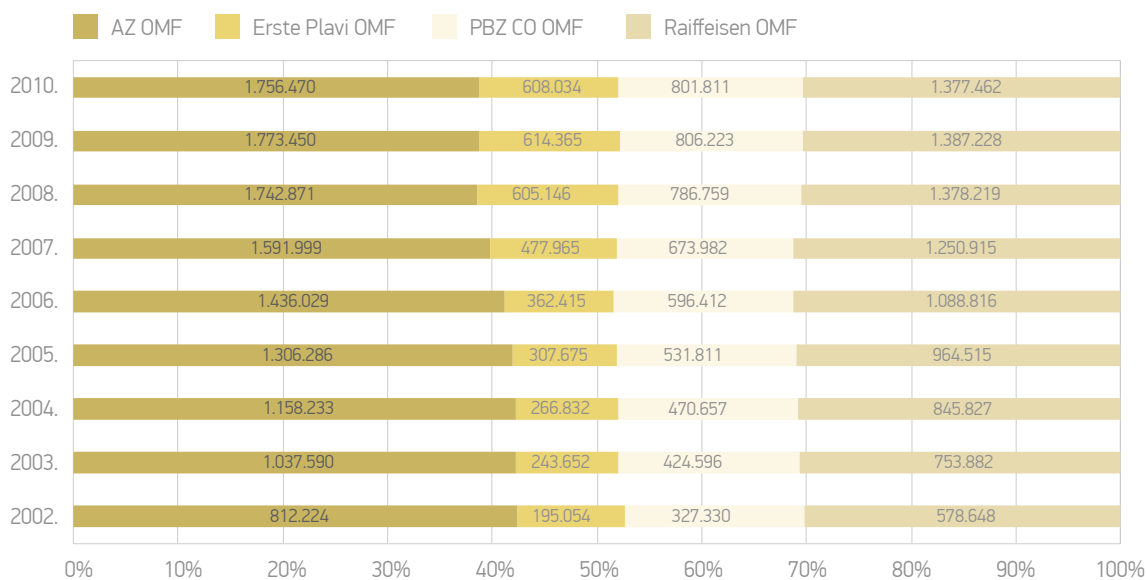 AZ OMF Erste Plavi OMF PBZ CO OMF Raiffeisen OMF
2010. 1.756.470 608.034 801.811 1.377.462
2009. 1.773.450 614.365 806.223 1.387.228
2008. 1.742.871 605.146 786.759 1.378.219
2007. 1.591.999 477.965 673.982 1.250.915
2006. 1.436.029 362.415 596.412 1.088.816
2005. 1.306.286 307.675 531.811 964.515
2004. 1.158.233 266.832 470.657 845.827
2003. 1.037.590 243.652 424.596 753.882
2002. 812.224 195.054 327.330 578.648
0% 10% 20% 30% 40% 50% 60% 70% 80% 90% 100%